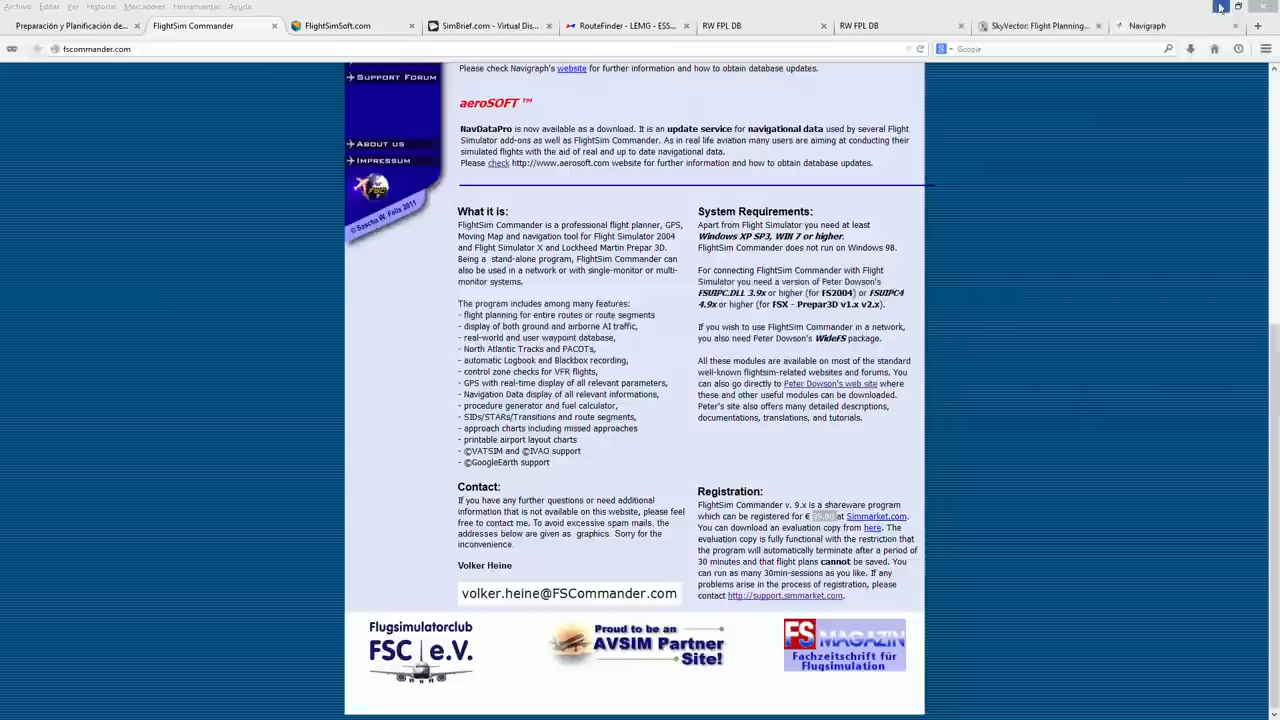 Archivo Editar Ver Historial Marcadores Herramientas Ayuda
Preparación y Planificación de...
FlightSim Commander
FlightSimSoft.com
SimBrief.com - Virtual Dis...
RouteFinder - LEMG - ESS...
RW FPL DB
RW FPL DB
SkyVector: Flight Planning...
Navigraph
fscommander.com
Google
SUPPORT FORUM
ABOUT US
IMPRESSUM
FSC
© Sascha W. Felix 2011
Please check Navigraph's website for further information and how to obtain database updates.
aeroSOFT ™
NavDataPro is now available as a download. It is an update service for navigational data used by several Flight
Simulator add-ons as well as FlightSim Commander. As in real life aviation many users are aiming at conducting their
simulated flights with the aid of real and up to date navigational data.
Please check http://www.aerosoft.com website for further information and how to obtain database updates.
What it is:
FlightSim Commander is a professional flight planner, GPS,
Moving Map and navigation tool for Flight Simulator 2004
and Flight Simulator X and Lockheed Martin Prepar 3D.
Being a stand-alone program, FlightSim Commander can
also be used in a network or with single-monitor or multi-
monitor systems.
The program includes among many features:
- flight planning for entire routes or route segments
- display of both ground and airborne AI traffic,
- real-world and user waypoint database,
- North Atlantic Tracks and PACOTs,
- automatic Logbook and Blackbox recording,
- control zone checks for VFR flights,
- GPS with real-time display of all relevant parameters,
- Navigation Data display of all relevant informations,
- procedure generator and fuel calculator,
- SIDs/STARs/Transitions and route segments,
- approach charts including missed approaches
- printable airport layout charts
- ©VATSIM and ©IVAO support
- ©GoogleEarth support
Contact:
If you have any further questions or need additional
information that is not available on this website, please feel
free to contact me. To avoid excessive spam mails, the
addresses below are given as graphics. Sorry for the
inconvenience.
Volker Heine
volker.heine@FSCommander.com
System Requirements:
Apart from Flight Simulator you need at least
Windows XP SP3, WIN 7 or higher.
FlightSim Commander does not run on Windows 98.
For connecting FlightSim Commander with Flight
Simulator you need a version of Peter Dowson's
FSUIPC.DLL 3.9x or higher (for FS2004) or FSUIPC4
4.9x or higher (for FSX - Prepar3D v1.x v2.x).
If you wish to use FlightSim Commander in a network,
you also need Peter Dowson's WideFS package.
All these modules are available on most of the standard
well-known flightsim-related websites and forums. You
can also go directly to Peter Dowson's web site where
these and other useful modules can be downloaded.
Peter's site also offers many detailed descriptions,
documentations, translations, and tutorials.
Registration:
FlightSim Commander v. 9.x is a shareware program
which can be registered for € at Simmarket.com.
You can download an evaluation copy from here. The
evaluation copy is fully functional with the restriction that
the program will automatically terminate after a period of
30 minutes and that flight plans cannot be saved. You
can run as many 30min-sessions as you like. If any
problems arise in the process of registration, please
contact http://support.simmarket.com.
Flugsimulatorclub
FSC e.V.
Proud to be an
AVSIM Partner
Site!
FS MAGAZIN
Fachzeitschrift für
Flugsimulation